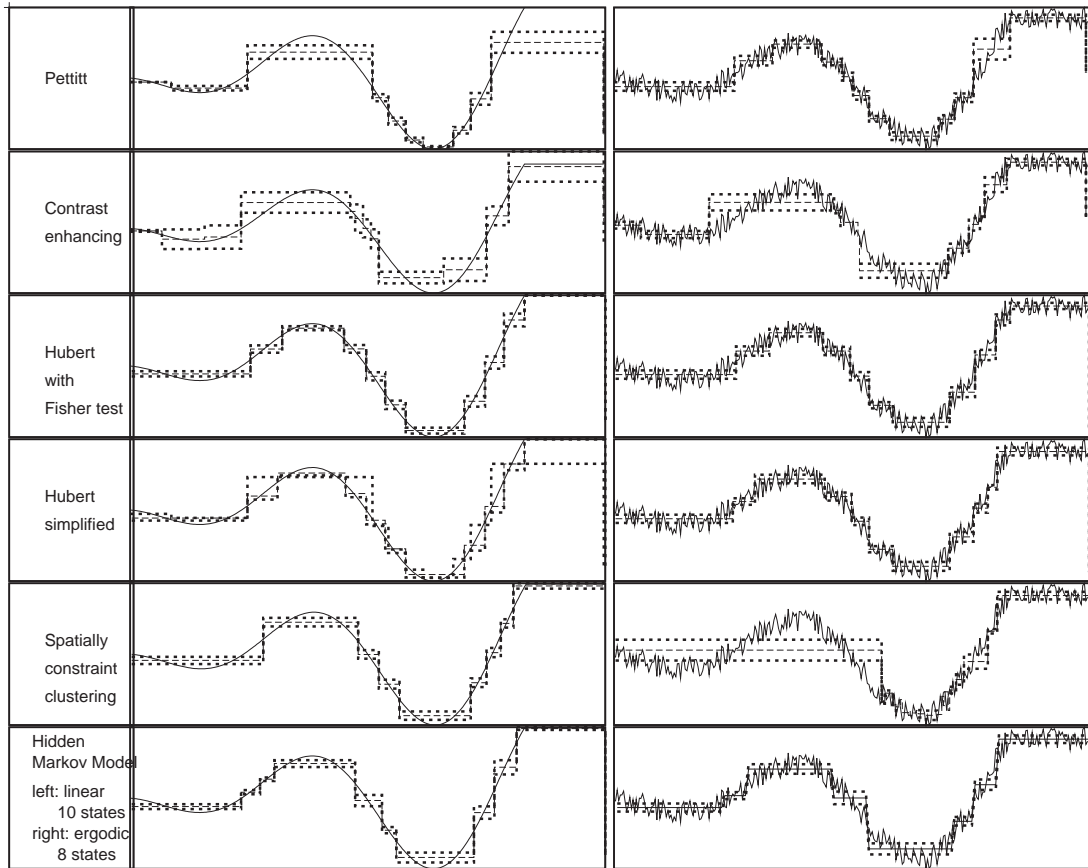 Pettitt
Contrast
enhancing
Hubert
with
Fisher test
Hubert
simplified
Spatially
constraint
clustering
Hidden
Markov Model
left: linear
10 states
right: ergodic
8 states